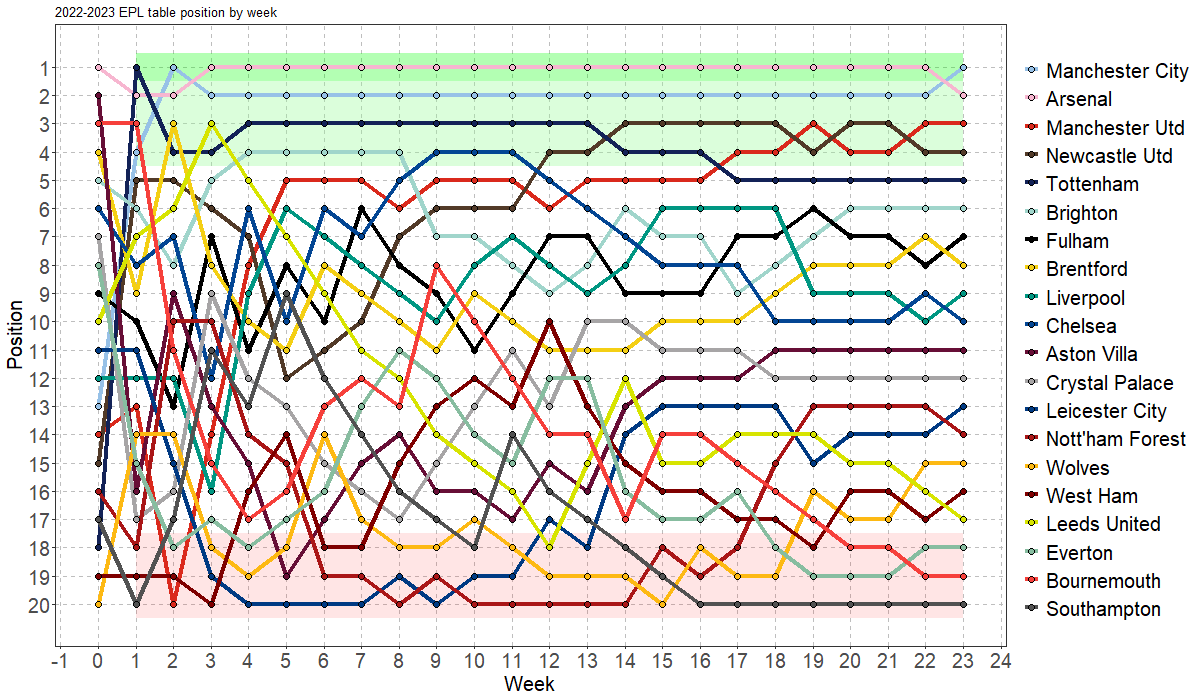 2022-2023 EPL table position by week
Position
1
2
3
4
5
6
7
8
9
10
11
12
13
14
15
16
17
18
19
20
-1 0 1 2 3 4 5 6 7 8 9 10 11 12 13 14 15 16 17 18 19 20 21 22 23 24
Week
Manchester City
Arsenal
Manchester Utd
Newcastle Utd
Tottenham
Brighton
Fulham
Brentford
Liverpool
Chelsea
Aston Villa
Crystal Palace
Leicester City
Nott'ham Forest
Wolves
West Ham
Leeds United
Everton
Bournemouth
Southampton